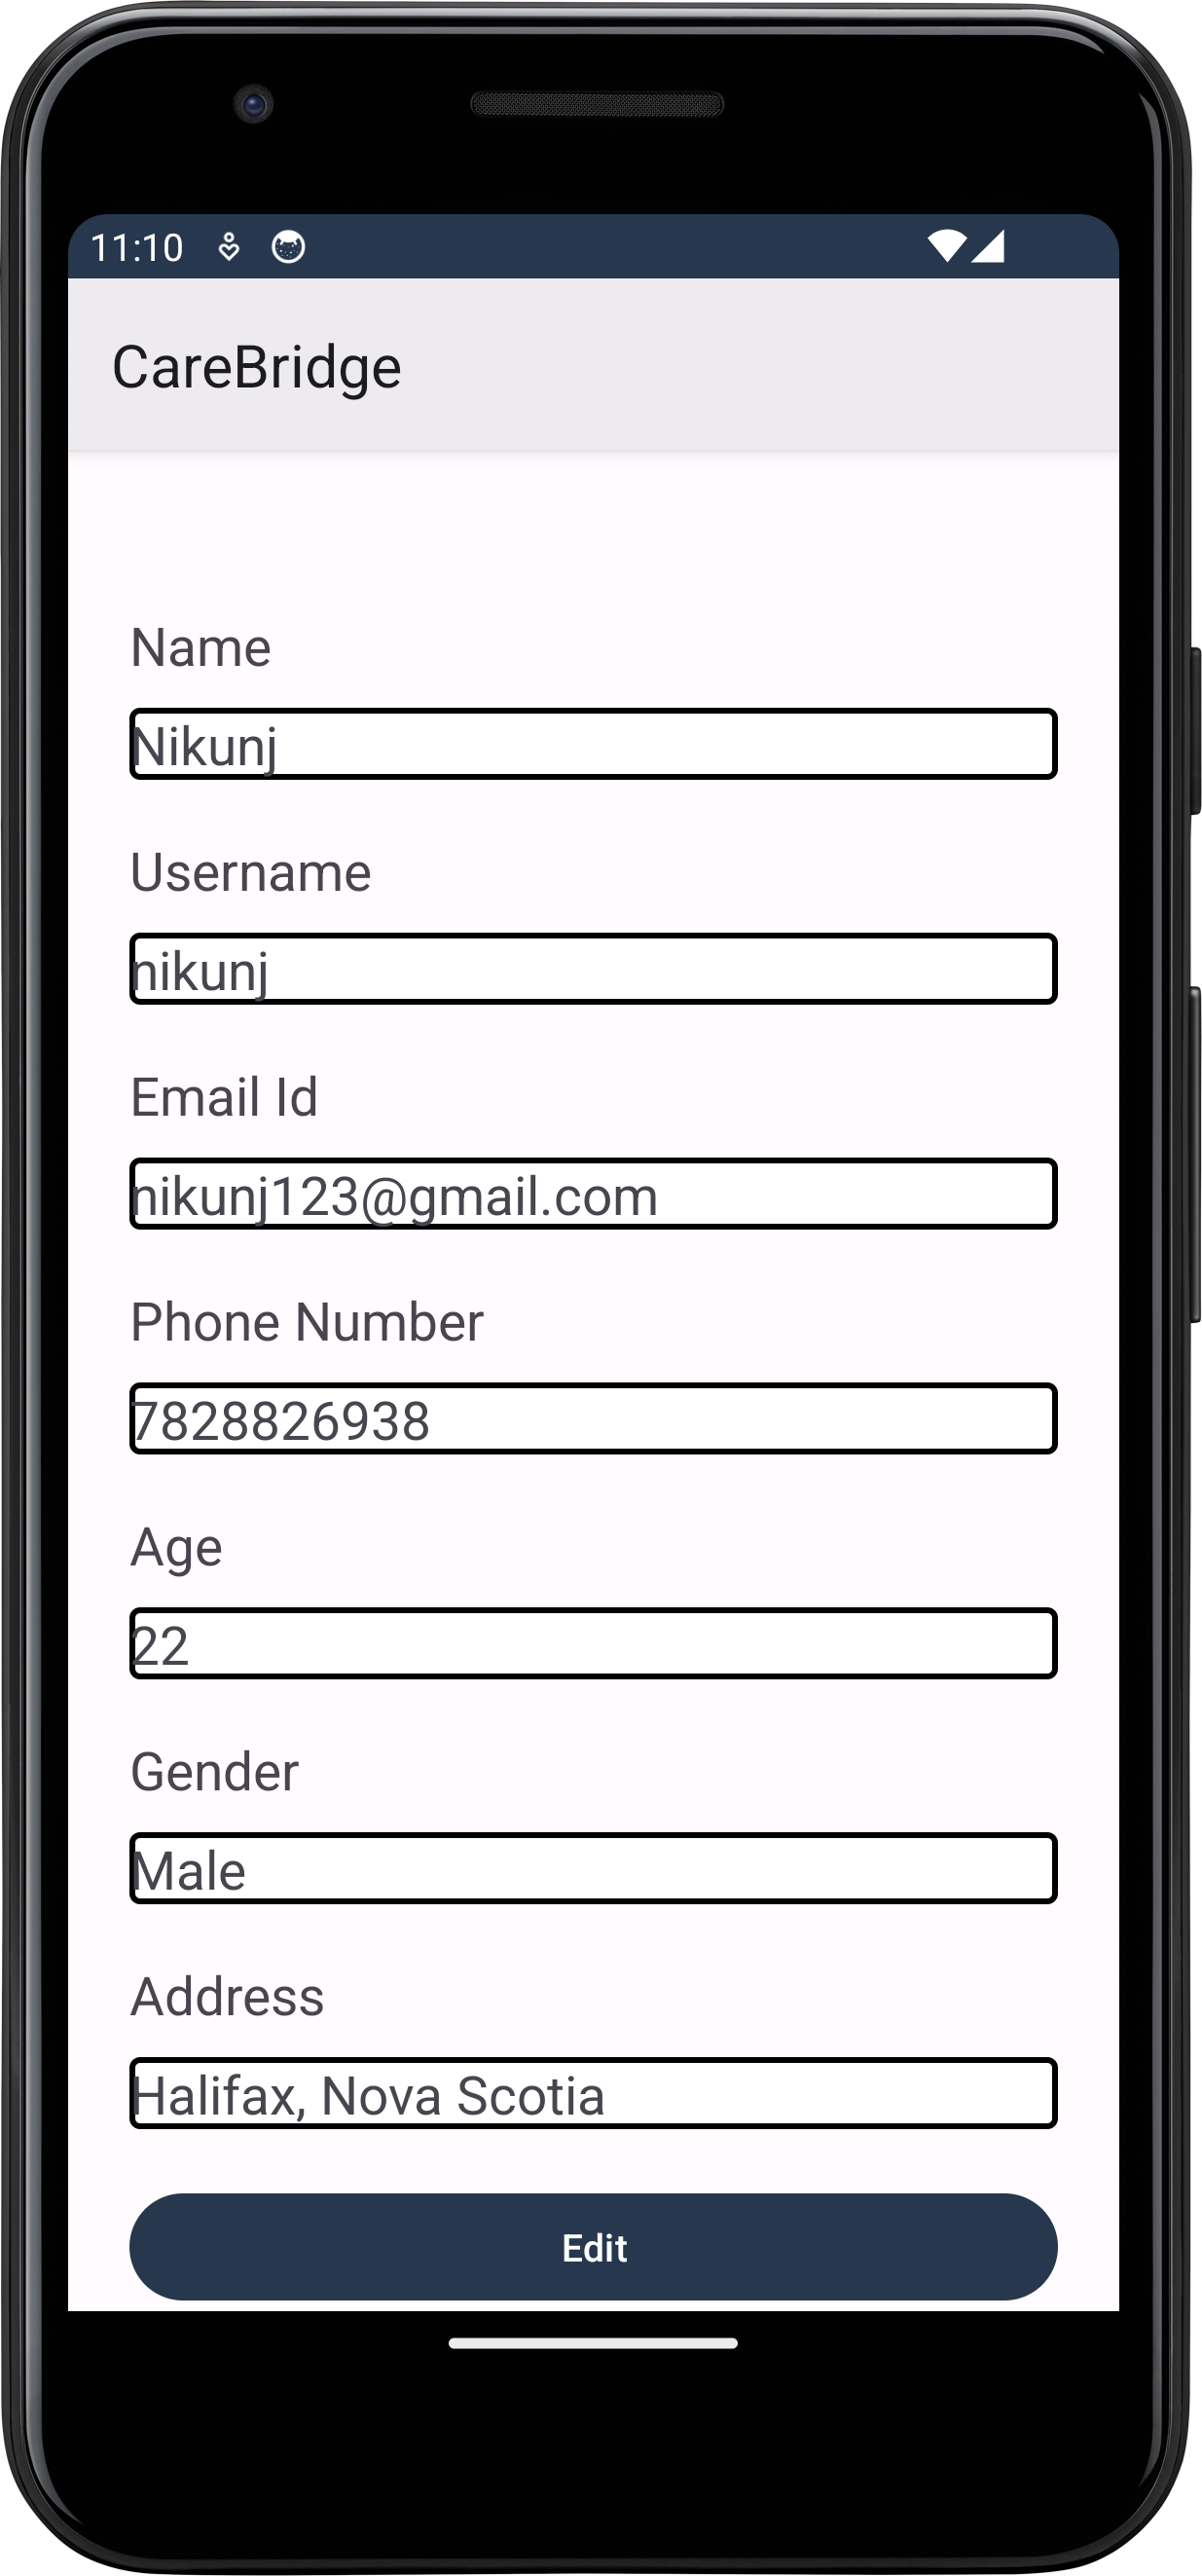 11:10
CareBridge
Name
Nikunj
Username
nikunj
Email Id
nikunj123@gmail.com
Phone Number
7828826938
Age
22
Gender
Male
Address
Halifax, Nova Scotia
Edit